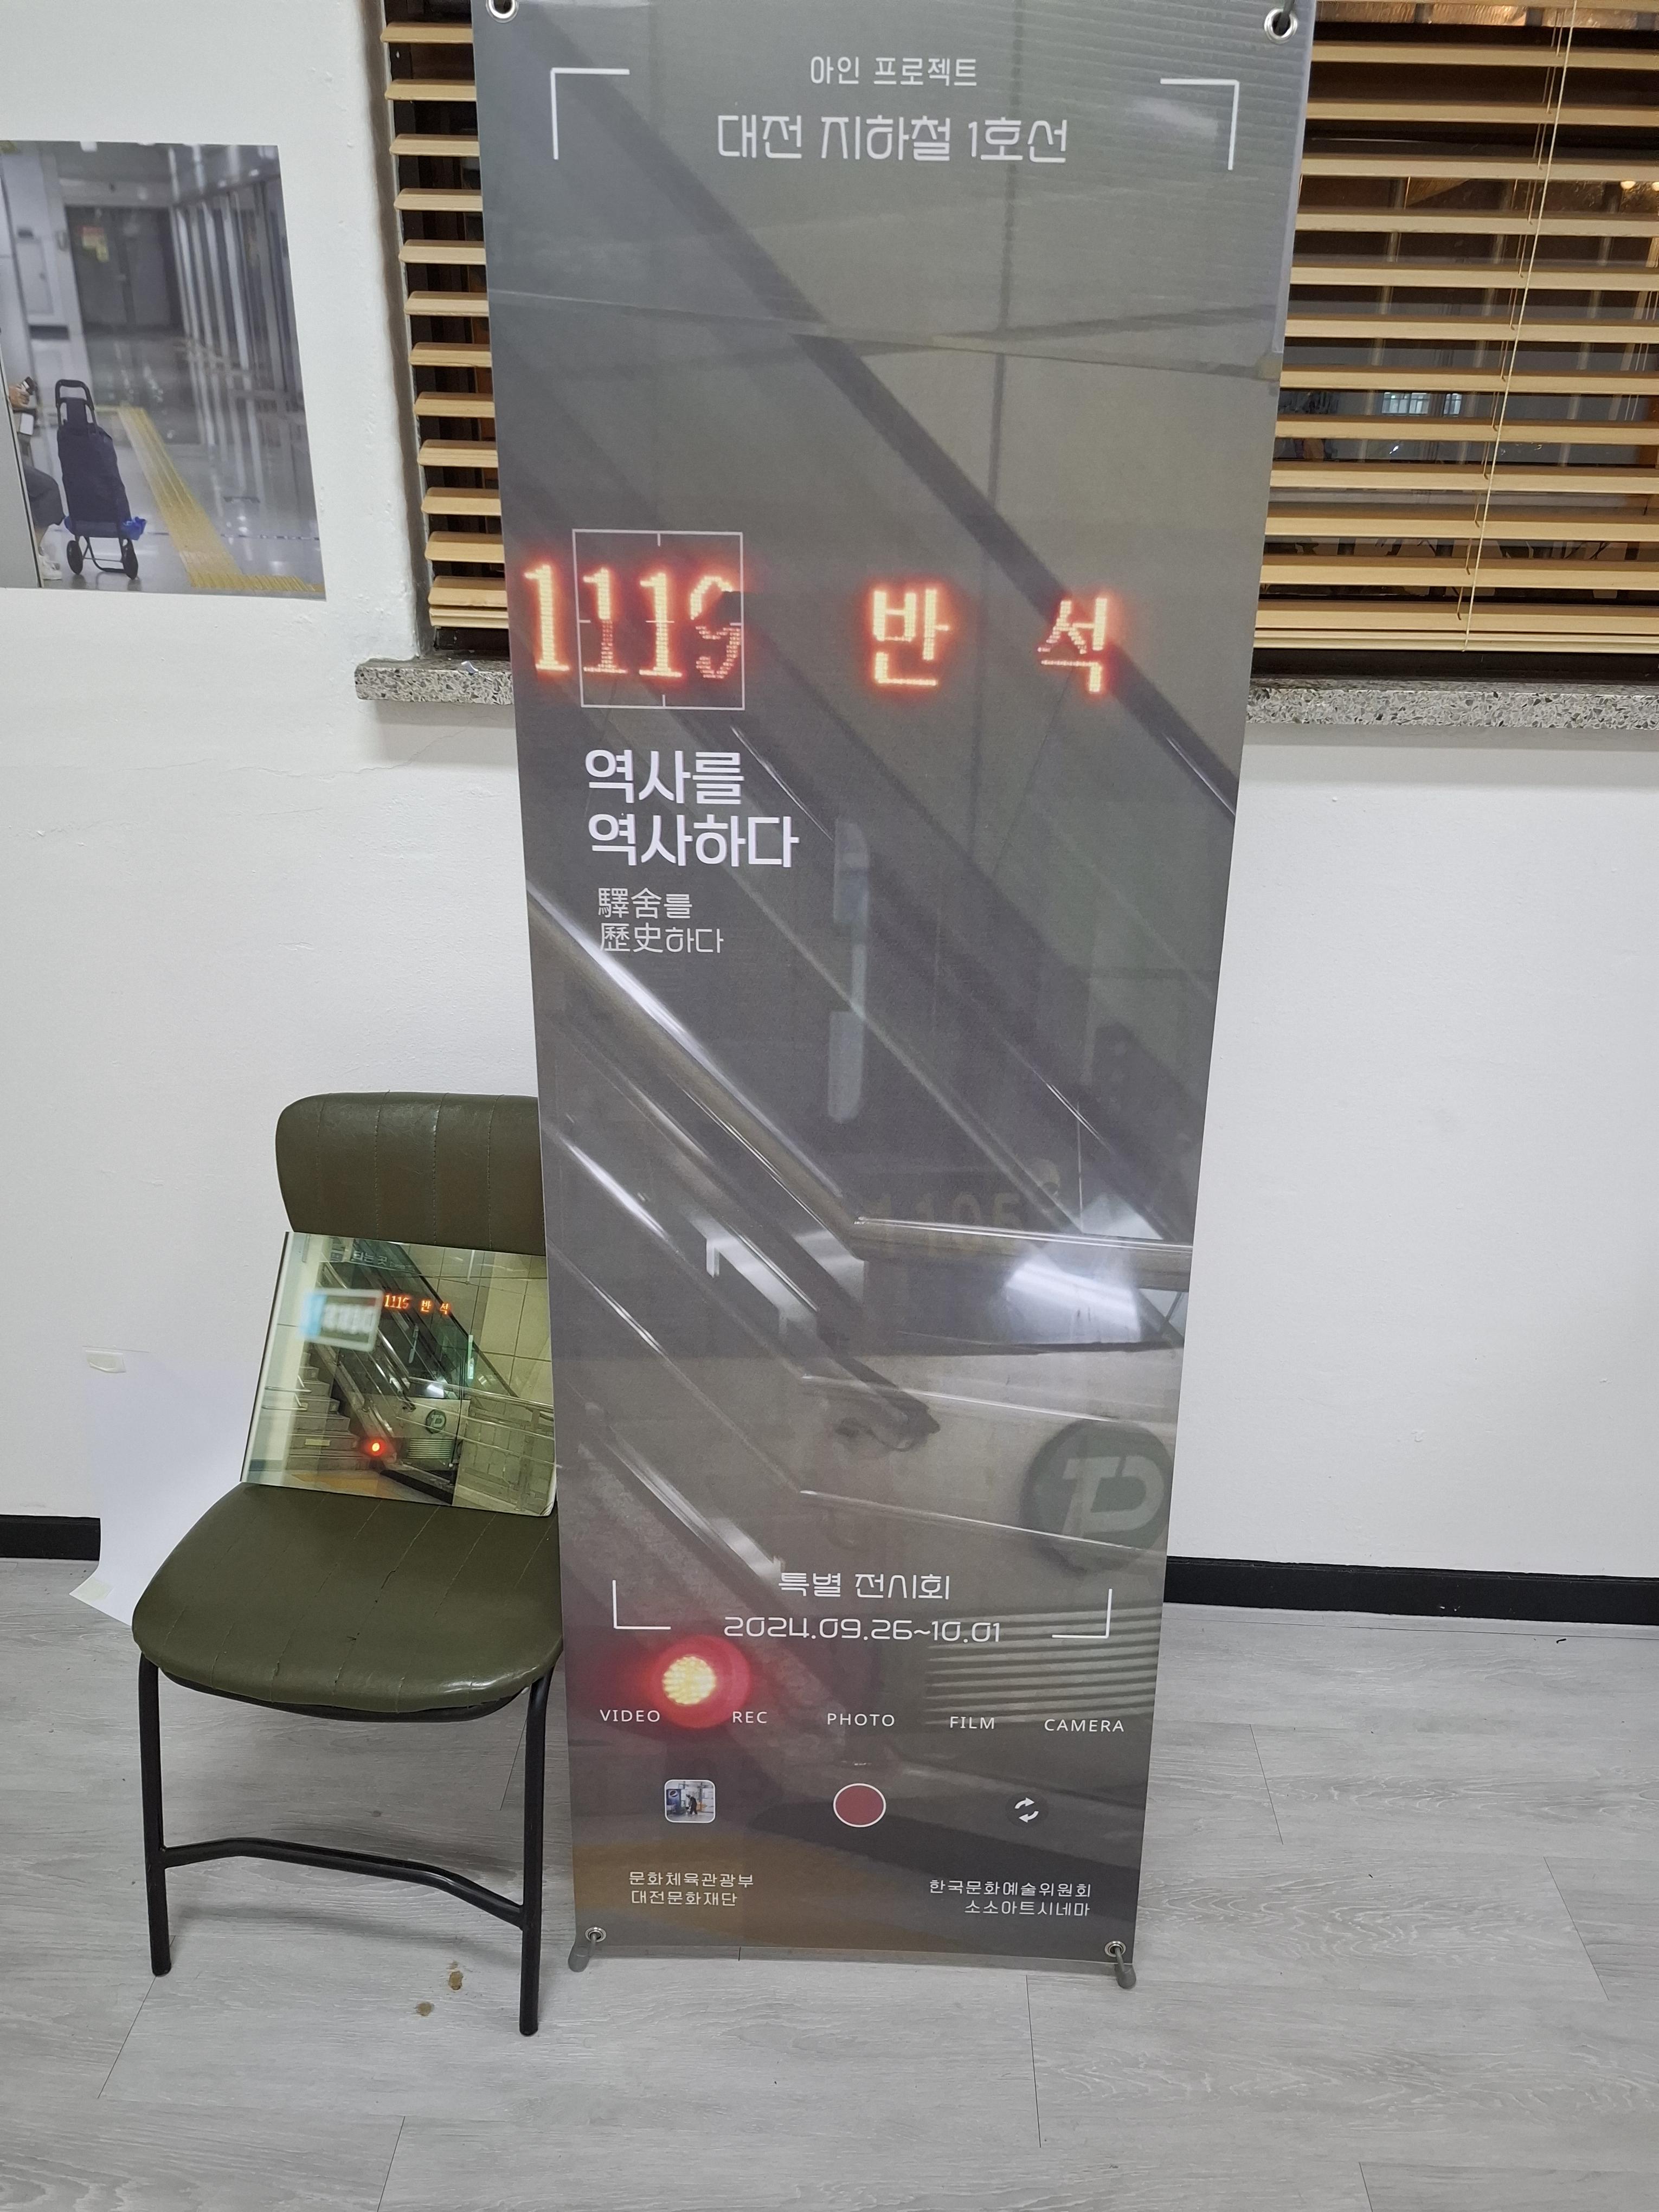 아인 프로젝트
대전 지하철 1호선
1119 반석
역사를
역사하다
驛舍를
歷史하다
1105
특별 전시회
2024.09.26~10.01
VIDEO REC PHOTO FILM CAMERA
문화체육관광부
대전문화재단
한국문화예술위원회
소소아트시네마
1119 반석